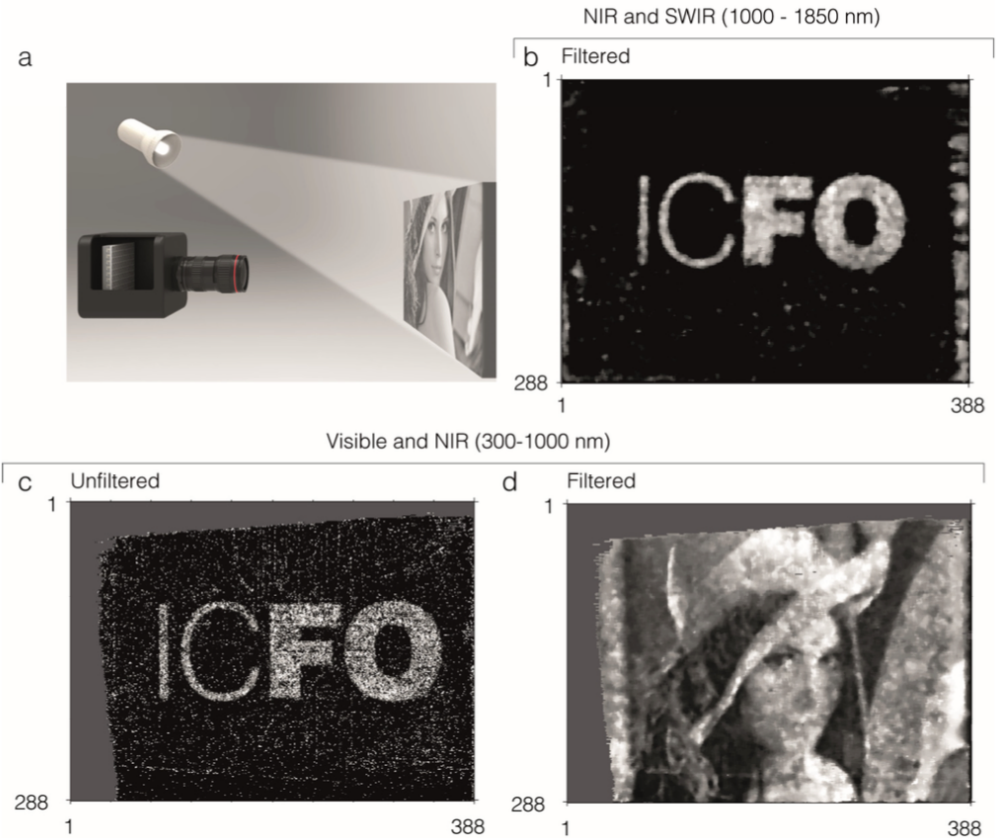 NIR and SWIR (1000 - 1850 nm)
a
b Filtered
1
ICFO
288
1
388
Visible and NIR (300-1000 nm)
c Unfiltered
d Filtered
1
1
ICFO
288
288
1
388
1
388